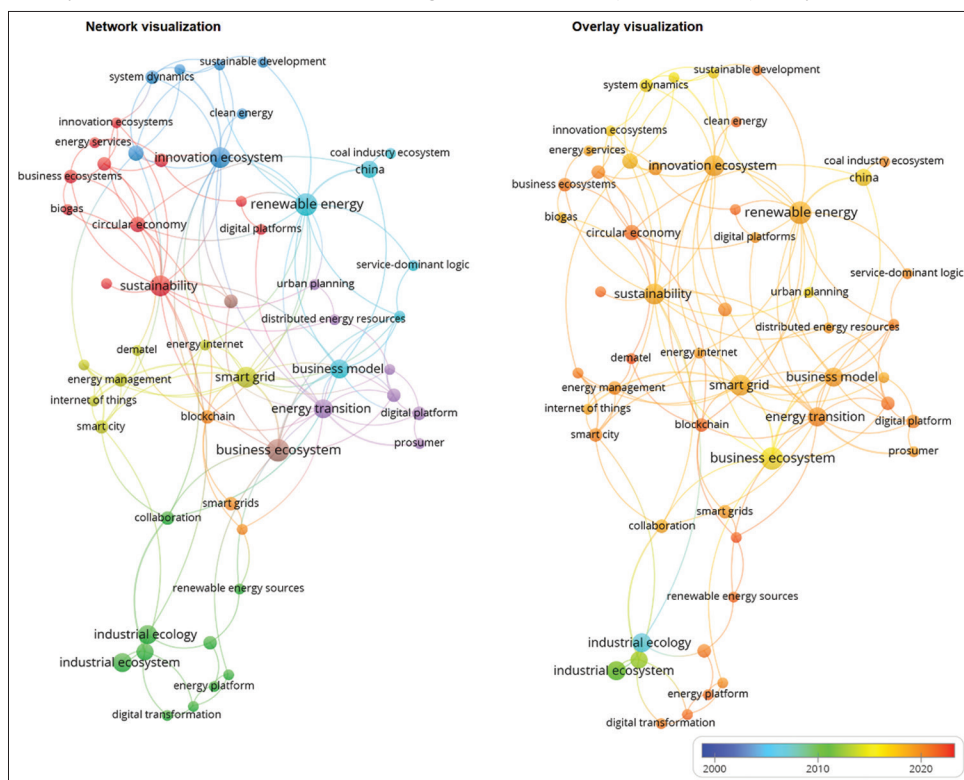 Network visualization
Overlay visualization
sustainable development
system dynamics
clean energy
innovation ecosystems
energy services
innovation ecosystem
coal industry ecosystem
china
business ecosystems
biogas
renewable energy
circular economy
digital platforms
service-dominant logic
sustainability
urban planning
distributed energy resources
dematel
energy internet
energy management
smart grid
business model
internet of things
energy transition
blockchain
digital platform
smart city
business ecosystem
prosumer
smart grids
collaboration
renewable energy sources
industrial ecology
industrial ecosystem
energy platform
digital transformation
sustainable development
system dynamics
clean energy
innovation ecosystems
energy services
innovation ecosystem
coal industry ecosystem
china
business ecosystems
biogas
renewable energy
circular economy
digital platforms
service-dominant logic
sustainability
urban planning
distributed energy resources
dematel
energy internet
energy management
smart grid
business model
internet of things
energy transition
blockchain
digital platform
smart city
business ecosystem
prosumer
smart grids
collaboration
renewable energy sources
industrial ecology
industrial ecosystem
energy platform
digital transformation
2000
2010
2020